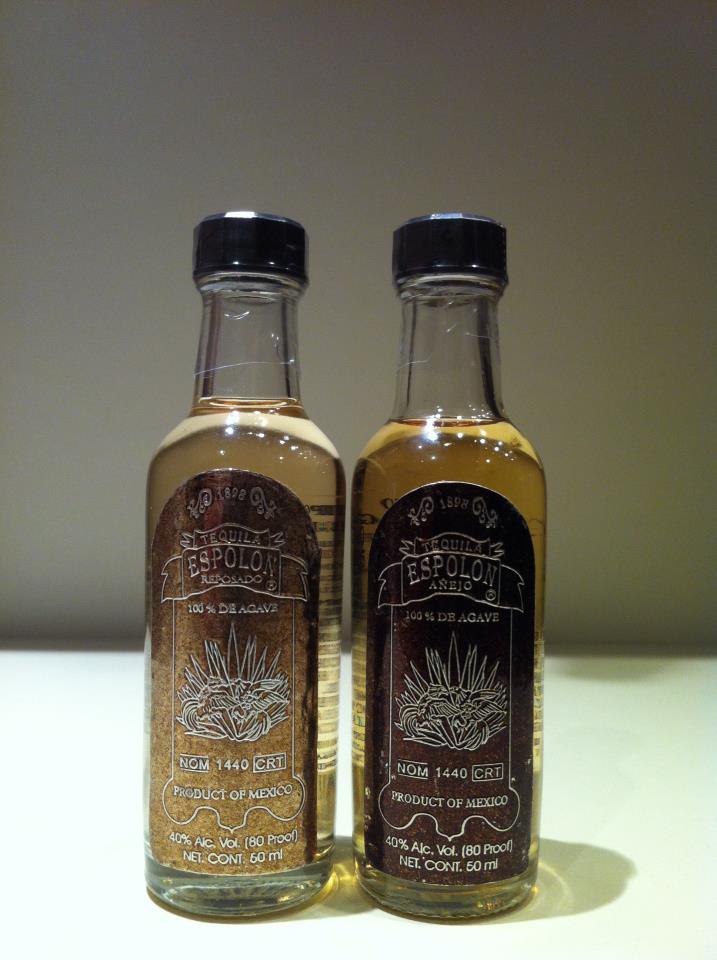 1898
TEQUILA
ESPOLON
REPOSADO ®
100 % DE AGAVE
NOM 1440 CRT
PRODUCT OF MEXICO
40% Alc. Vol. (80 Proof)
NET. CONT. 50 ml
1898
TEQUILA
ESPOLON
AÑEJO ®
100 % DE AGAVE
NOM 1440 CRT
PRODUCT OF MEXICO
40% Alc. Vol. (80 Proof)
NET. CONT. 50 ml